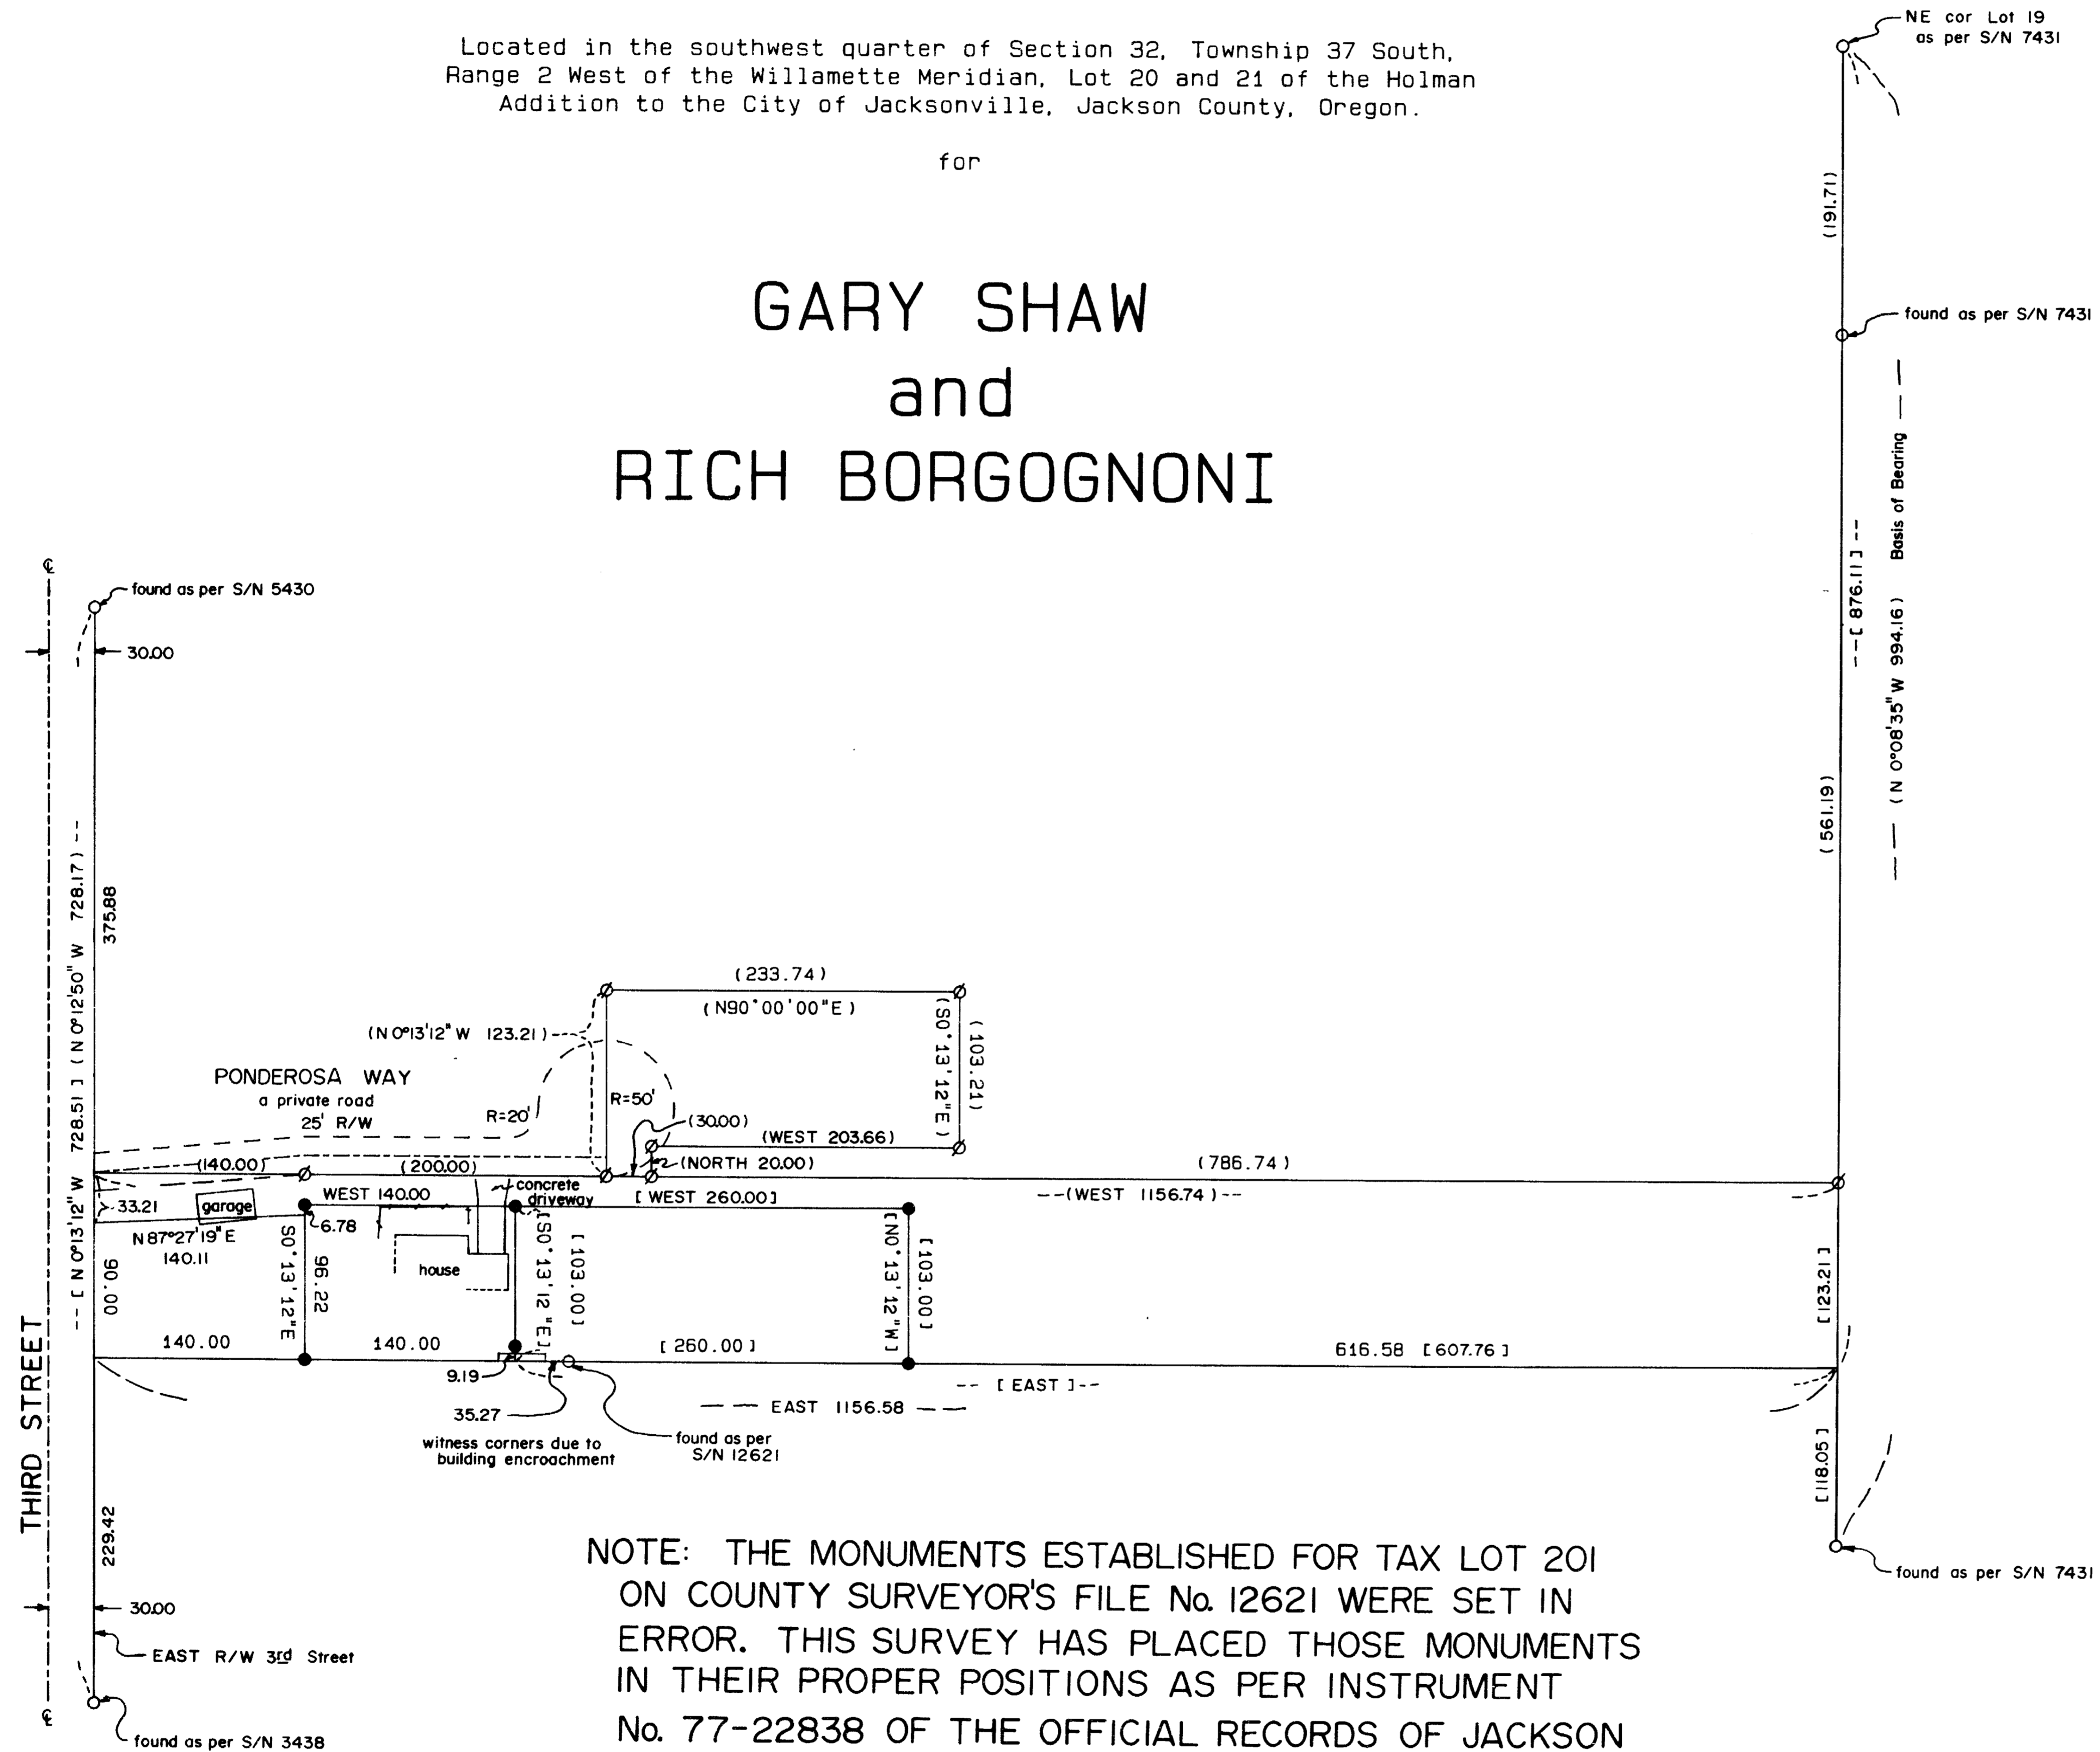 NE cor Lot 19
as per S/N 7431
Located in the southwest quarter of Section 32, Township 37 South,
Range 2 West of the Willamette Meridian, Lot 20 and 21 of the Holman
Addition to the City of Jacksonville, Jackson County, Oregon.
for
(191.71)
GARY SHAW
and
RICH BORGOGNONI
found as per S/N 7431
--[ 876.11 ]--
— — (N 0°08'35" W 994.16) Basis of Bearing — —
(561.19)
℄
found as per S/N 5430
30.00
--[ N 0°13'12" W 728.51 ] ( N 0°12'50" W 728.17) --
375.88
(233.74)
(N90°00'00"E)
(N 0°13'12" W 123.21)
(S0°13'12"E)
(103.21)
PONDEROSA WAY
a private road
25' R/W
R=20'
R=50'
(30.00)
(WEST 203.66)
(NORTH 20.00)
(140.00)
(200.00)
(786.74)
--(WEST 1156.74)--
concrete
driveway
WEST 140.00
[ WEST 260.00]
33.21
garage
6.78
N 87°27'19" E
140.11
90.00
S0°13'12"E
96.22
house
[S0°13'12"E]
[103.00]
[N0°13'12"W]
[103.00]
[123.21]
140.00
140.00
[260.00]
616.58 [607.76]
9.19
35.27
-- [ EAST ]--
— — EAST 1156.58 — —
witness corners due to
building encroachment
found as per
S/N 12621
[118.05]
THIRD STREET
229.42
30.00
EAST R/W 3rd Street
℄
found as per S/N 3438
found as per S/N 7431
NOTE: THE MONUMENTS ESTABLISHED FOR TAX LOT 201
ON COUNTY SURVEYOR'S FILE No. 12621 WERE SET IN
ERROR. THIS SURVEY HAS PLACED THOSE MONUMENTS
IN THEIR PROPER POSITIONS AS PER INSTRUMENT
No. 77-22838 OF THE OFFICIAL RECORDS OF JACKSON